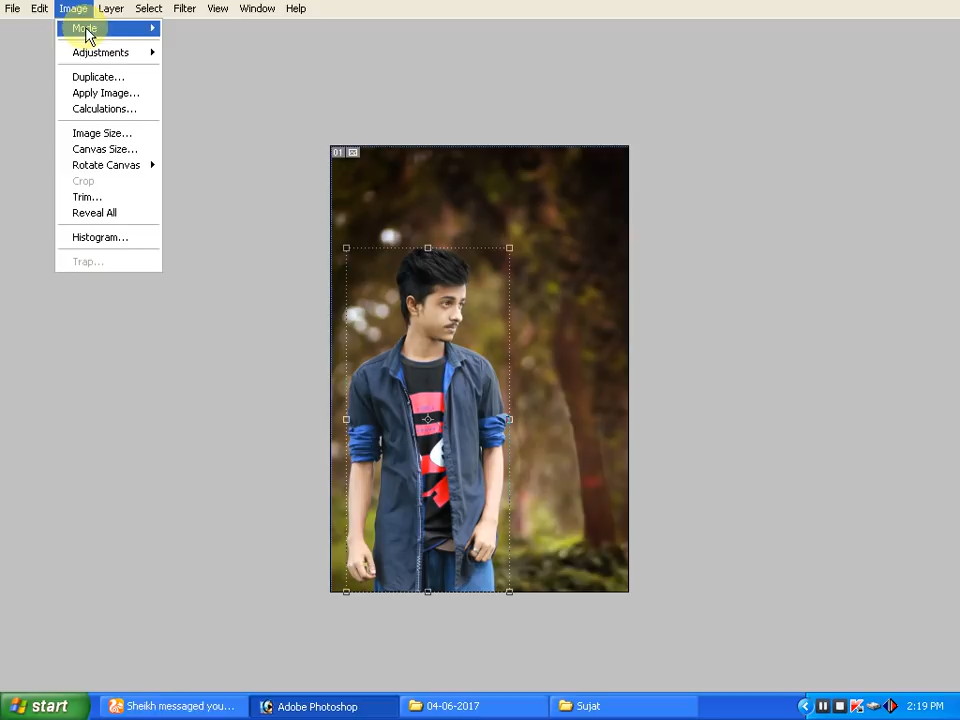 File Edit Image Layer Select Filter View Window Help
Mode
Adjustments
Duplicate...
Apply Image...
Calculations...
Image Size...
Canvas Size...
Rotate Canvas
Crop
Trim...
Reveal All
Histogram...
Trap...
01
start Sheikh messaged you... Adobe Photoshop 04-06-2017 Sujat 2:19 PM